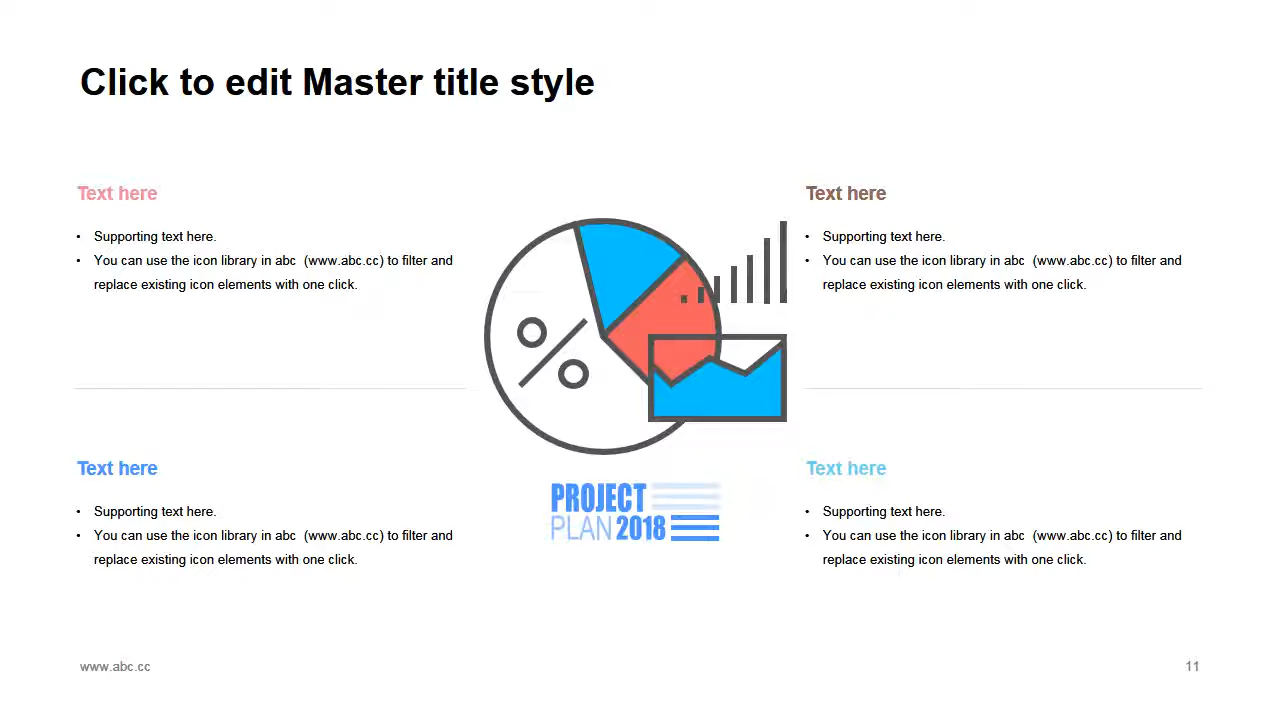 Click to edit Master title style
Text here
• Supporting text here.
• You can use the icon library in abc  (www.abc.cc) to filter and
replace existing icon elements with one click.
Text here
• Supporting text here.
• You can use the icon library in abc  (www.abc.cc) to filter and
replace existing icon elements with one click.
%
PROJECT
PLAN 2018
Text here
• Supporting text here.
• You can use the icon library in abc  (www.abc.cc) to filter and
replace existing icon elements with one click.
Text here
• Supporting text here.
• You can use the icon library in abc  (www.abc.cc) to filter and
replace existing icon elements with one click.
www.abc.cc
11